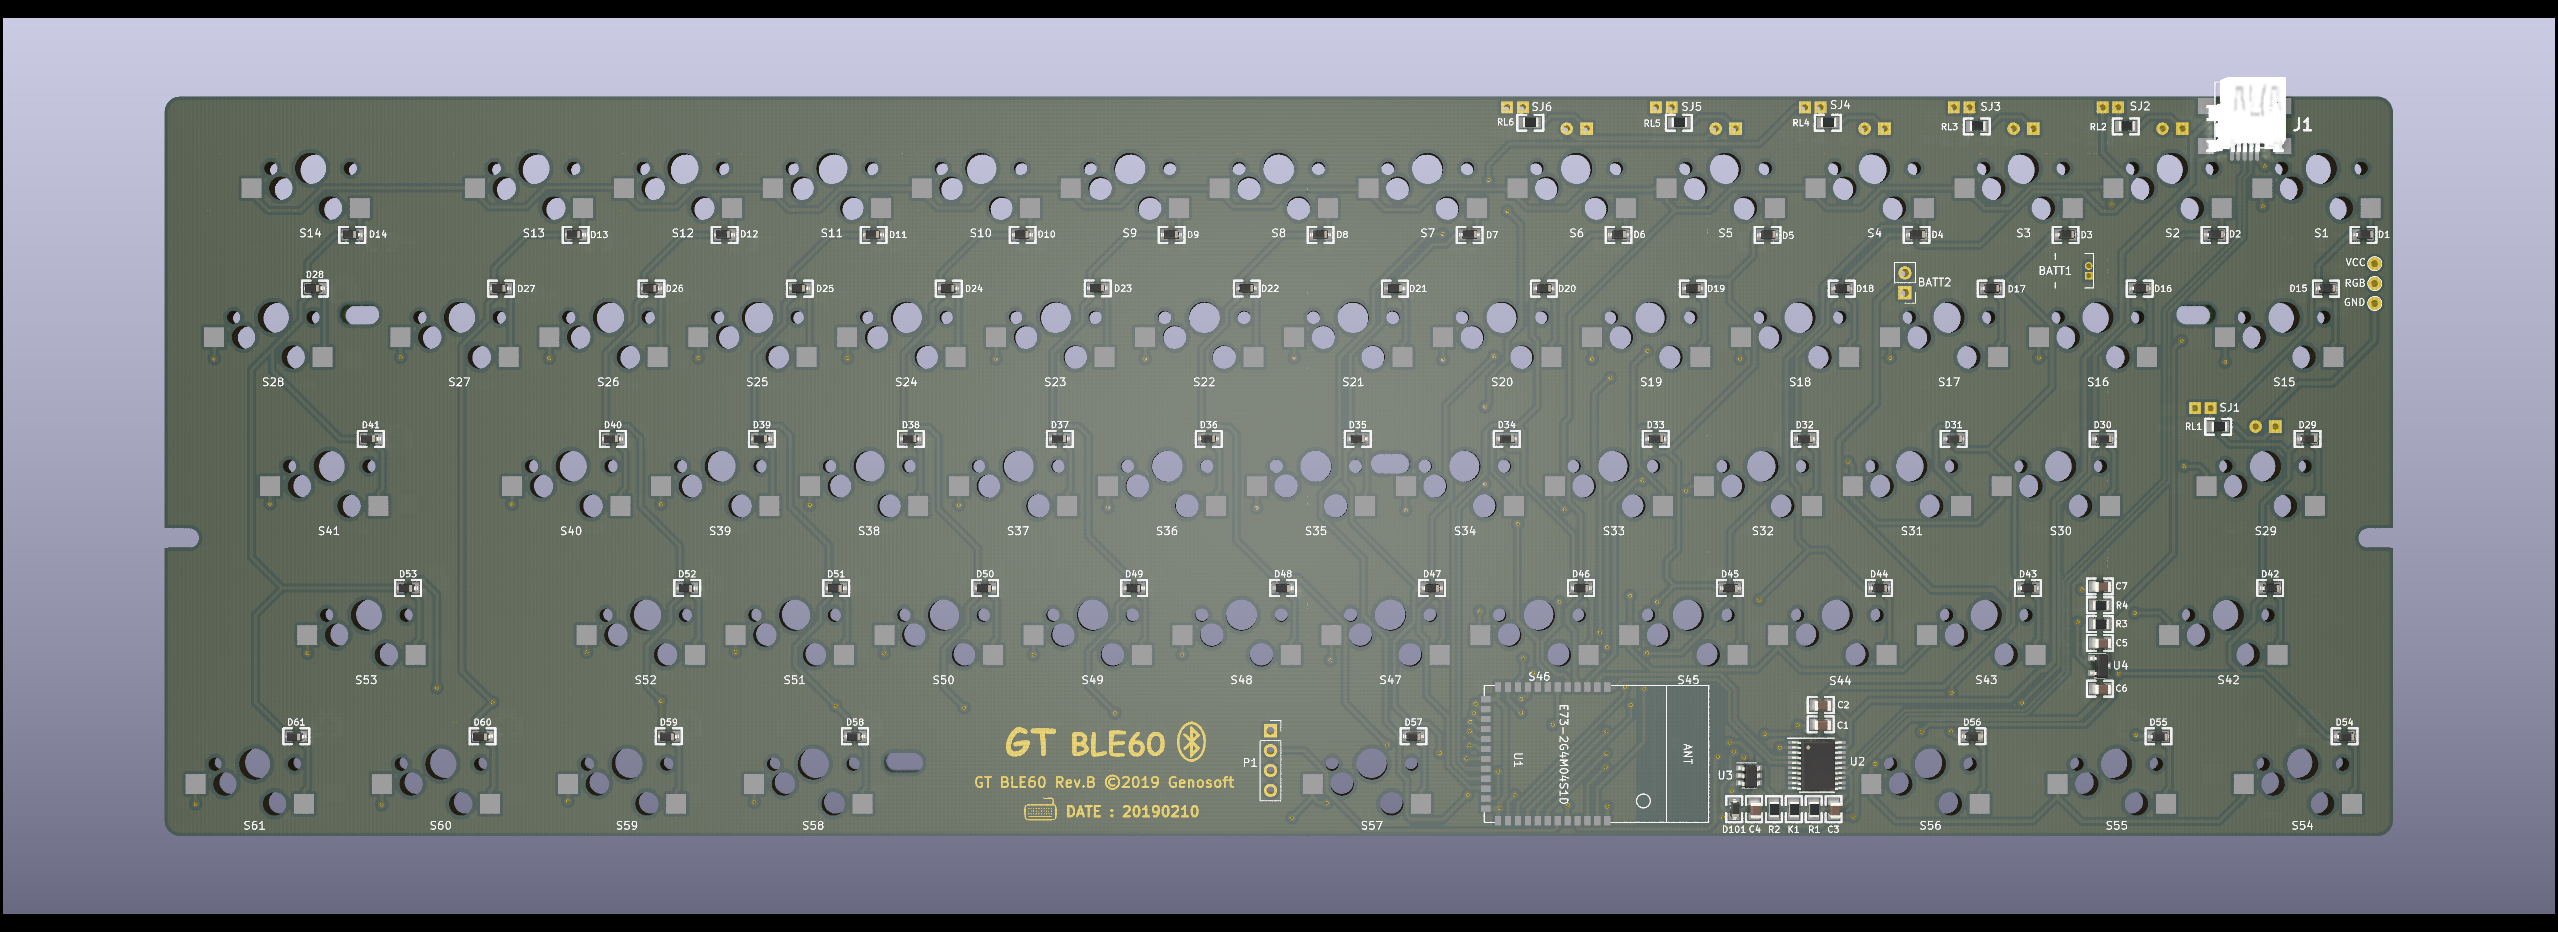 SJ6 SJ5 SJ4 SJ3 SJ2
RL6 RL5 RL4 RL3 RL2 J1
S14 D14 S13 D13 S12 D12 S11 D11 S10 D10 S9 D9 S8 D8 S7 D7 S6 D6 S5 D5 S4 D4 S3 D3 S2 D2 S1 D1
VCC
BATT1
D28 BATT2 RGB
D27 D26 D25 D24 D23 D22 D21 D20 D19 D18 D17 D16 D15
GND
S28 S27 S26 S25 S24 S23 S22 S21 S20 S19 S18 S17 S16 S15
SJ1
D41 D40 D39 D38 D37 D36 D35 D34 D33 D32 D31 D30 RL1 D29
S41 S40 S39 S38 S37 S36 S35 S34 S33 S32 S31 S30 S29
D53 D52 D51 D50 D49 D48 D47 D46 D45 D44 D43 C7 D42
R4
R3
C5
U4
S53 S52 S51 S50 S49 S48 S47 S46 S45 S44 S43 S42
C6
C2
D61 D60 D59 D58 D57 C1 D56 D55 D54
GT BLE60
P1 U1 E73-2G4M04S1D ANT U3 U2
GT BLE60 Rev.B ©2019 Genosoft
DATE : 20190210
S61 S60 S59 S58 S57 D101 C4 R2 K1 R1 C3 S56 S55 S54